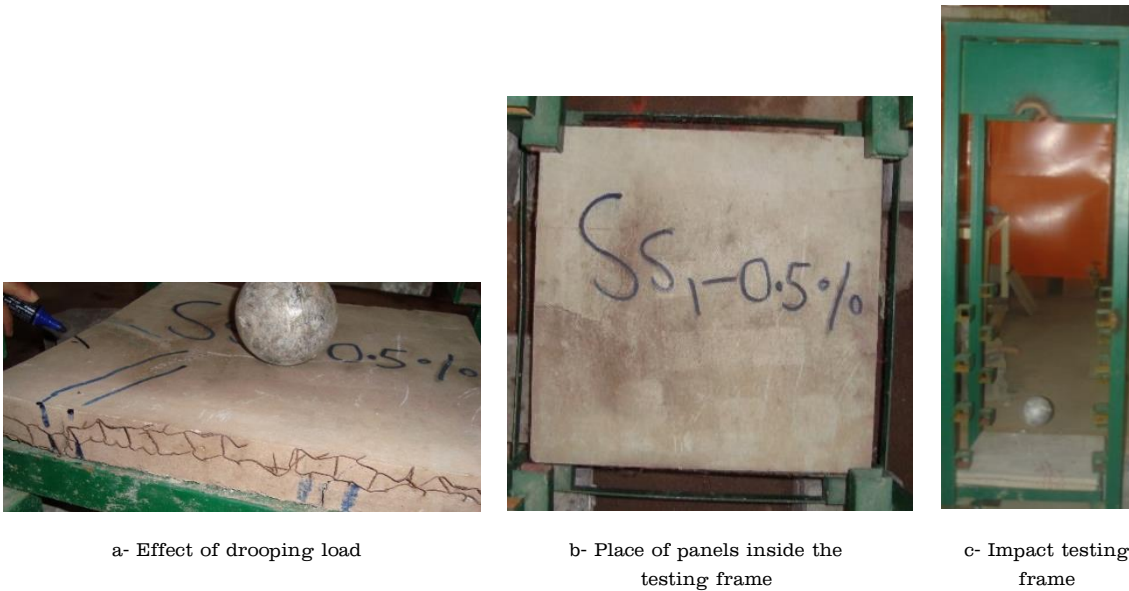 0.5%
SS1-0.5%
a- Effect of drooping load
b- Place of panels inside the
testing frame
c- Impact testing
frame